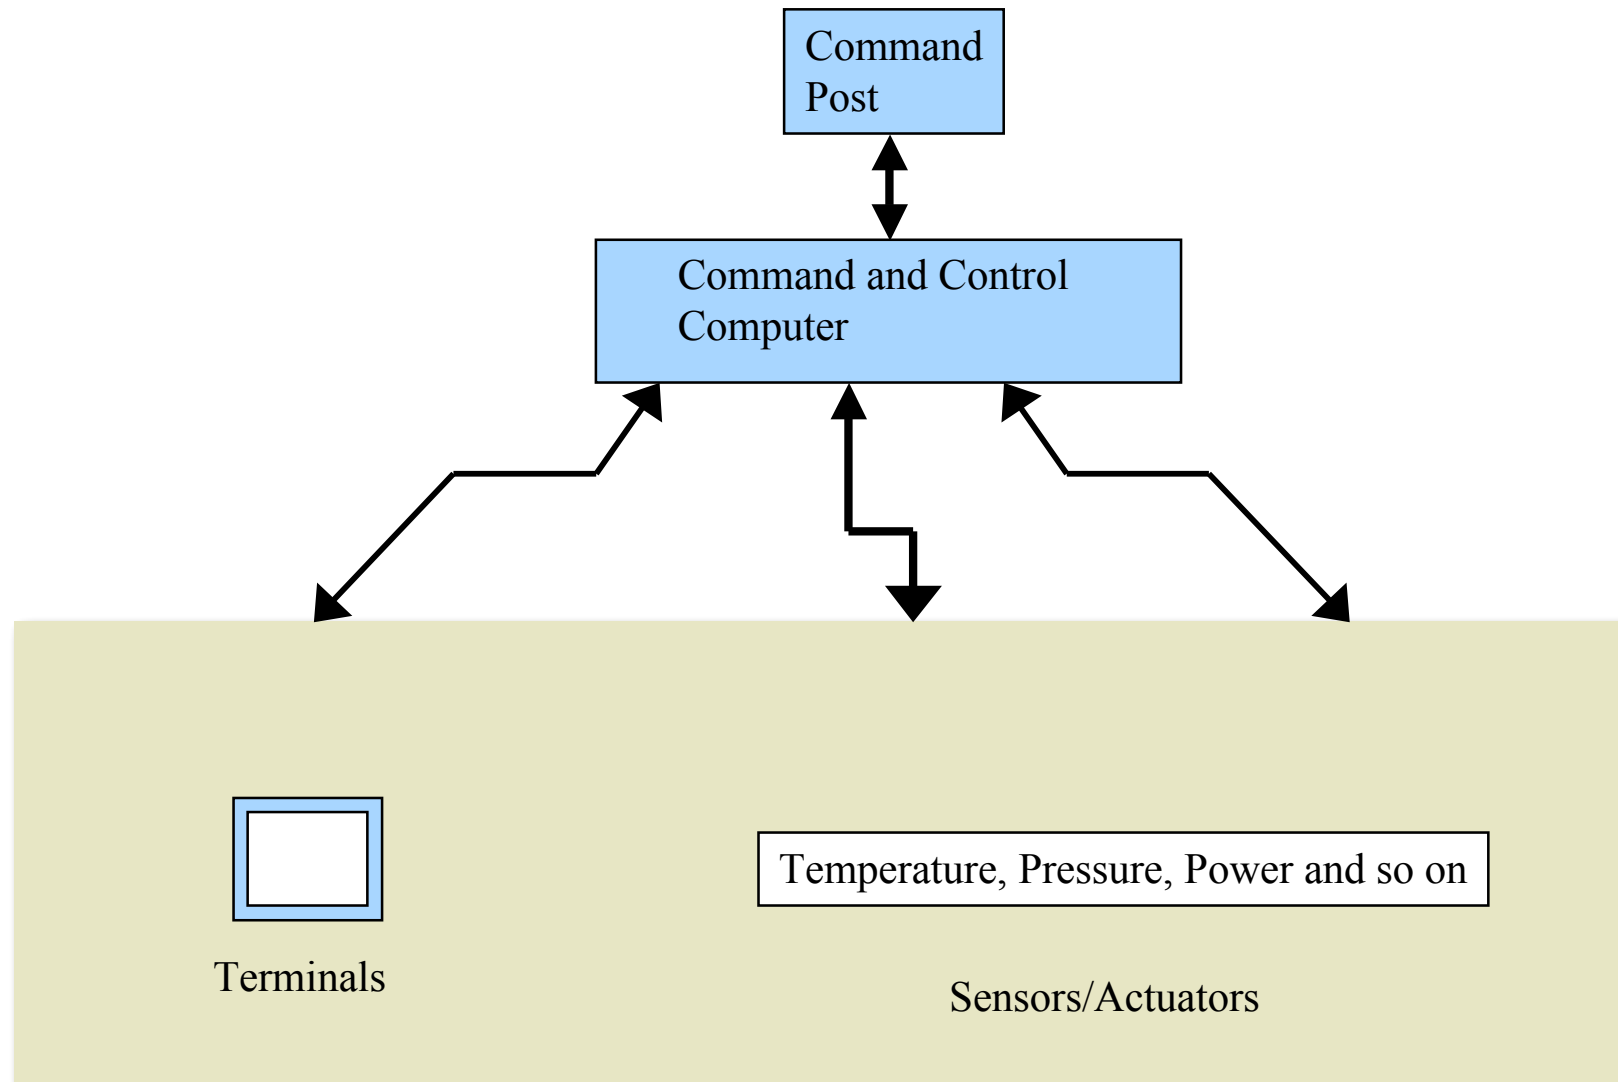 Command
Post
Command and Control
Computer
Temperature, Pressure, Power and so on
Terminals
Sensors/Actuators